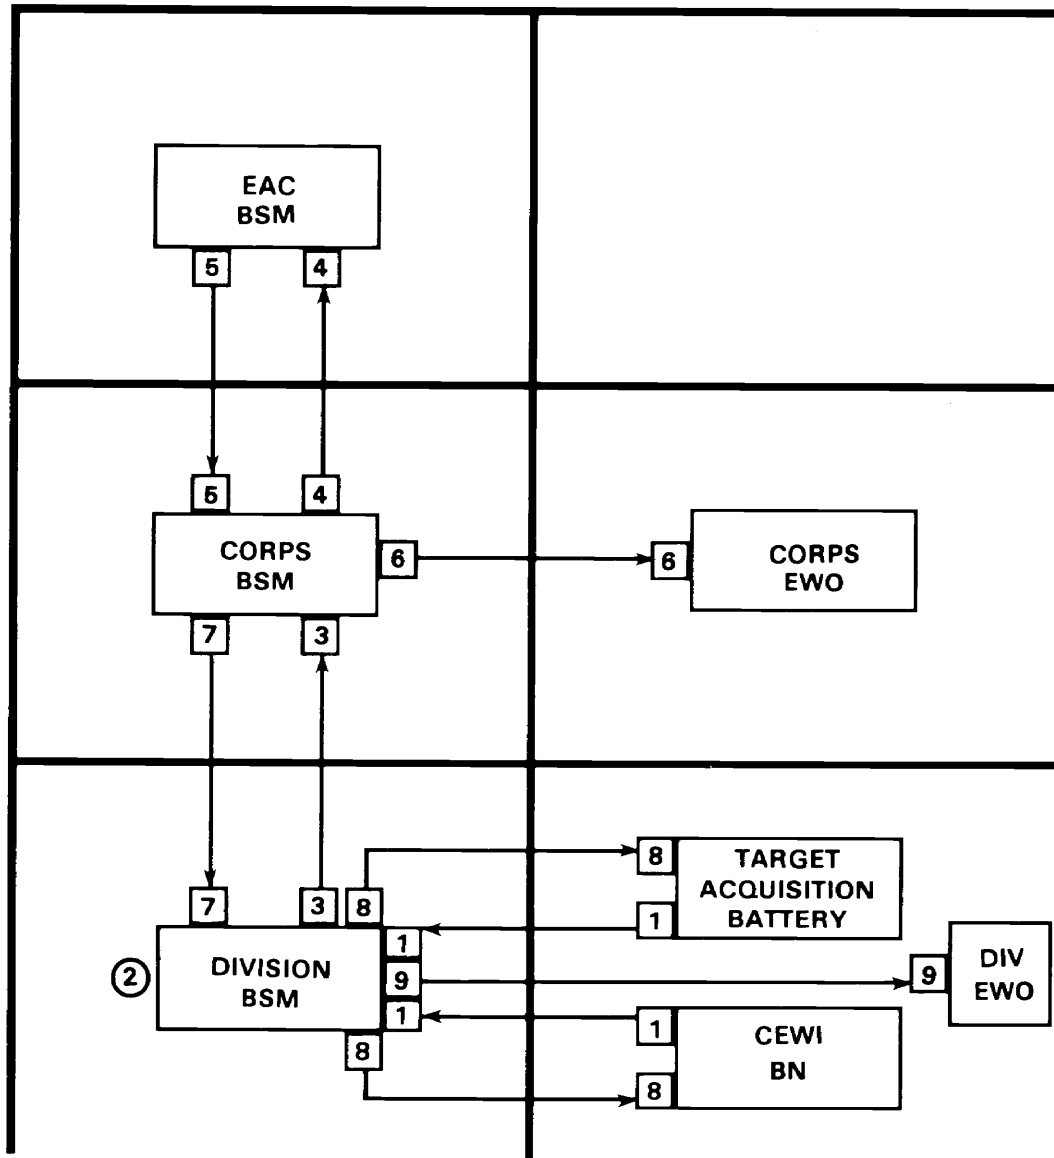 EAC
BSM
5
4
5
4
CORPS
BSM
6
6
CORPS
EWO
7
3
7
3
8
8
TARGET
ACQUISITION
BATTERY
1
1
2
DIVISION
BSM
9
9
DIV
EWO
1
1
CEWI
BN
8
8